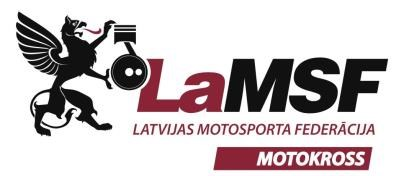 LaMSF
LATVIJAS MOTOSPORTA FEDERĀCIJA
MOTOKROSS